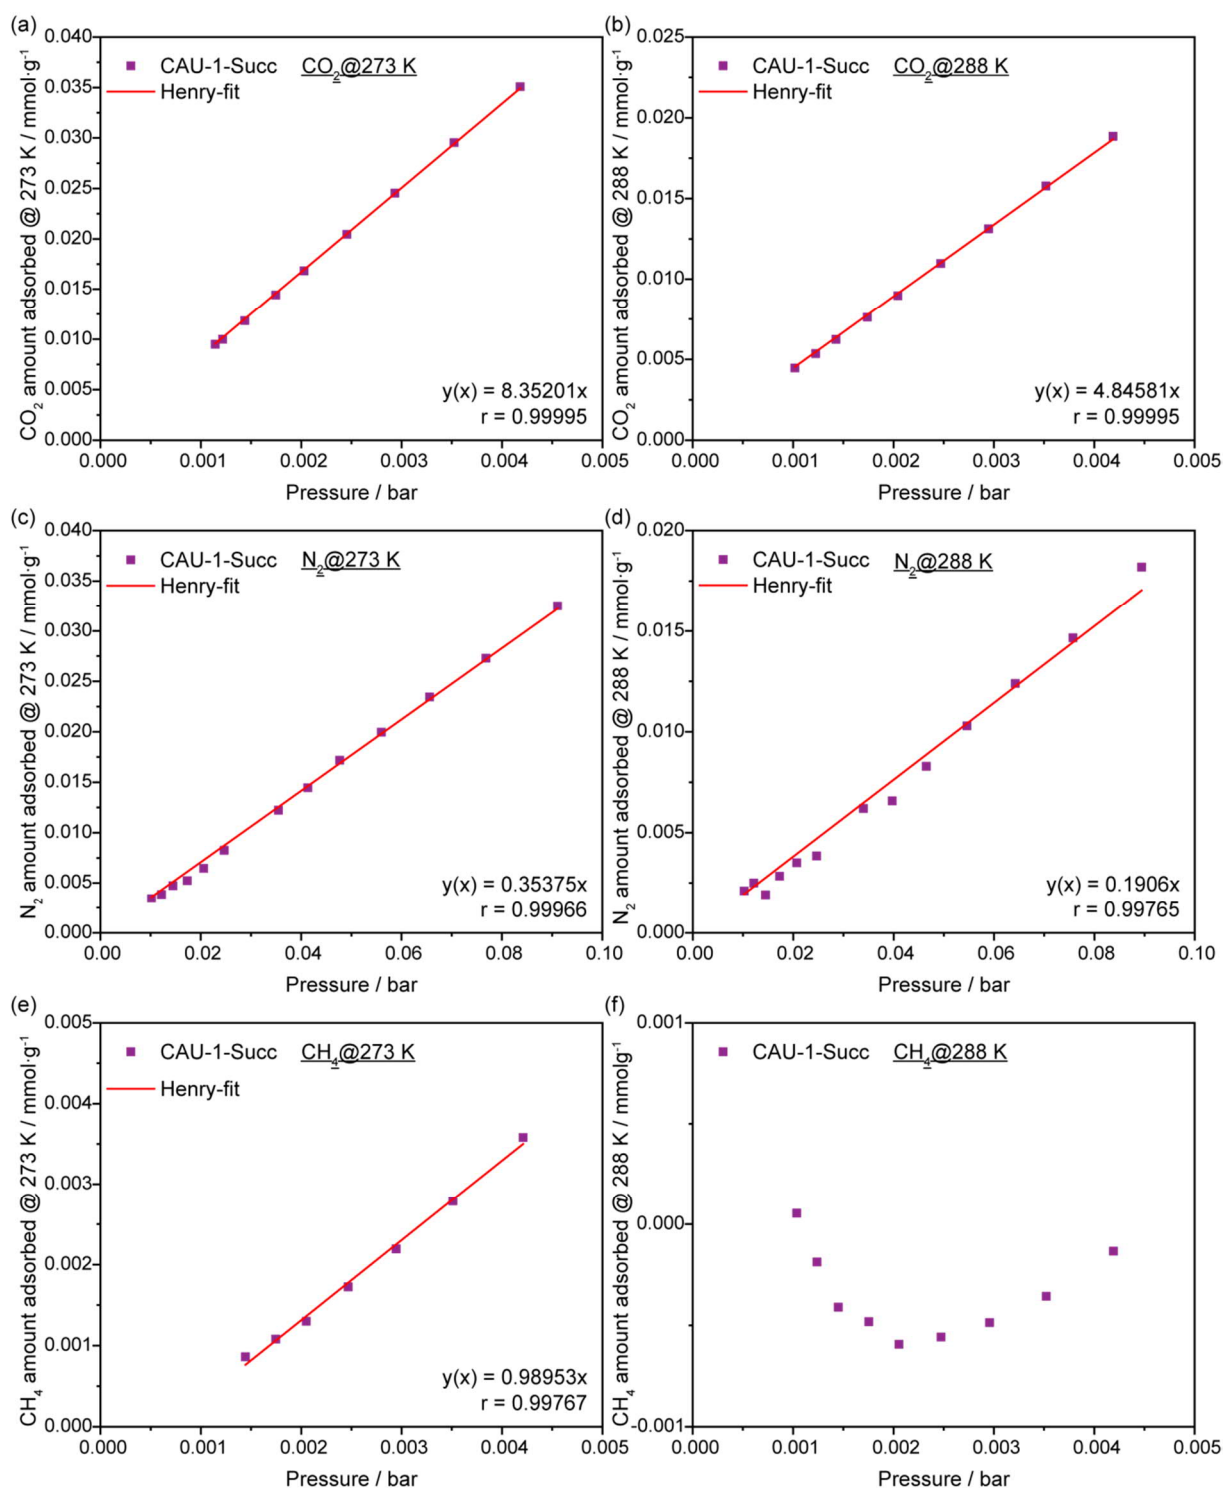 (a)
CO₂ amount adsorbed @ 273 K / mmol·g⁻¹
0.040
0.035
0.030
0.025
0.020
0.015
0.010
0.005
0.000
CAU-1-Succ CO₂@273 K
Henry-fit
y(x) = 8.35201x
r = 0.99995
0.000 0.001 0.002 0.003 0.004 0.005
Pressure / bar
(b)
CO₂ amount adsorbed @ 288 K / mmol·g⁻¹
0.025
0.020
0.015
0.010
0.005
0.000
CAU-1-Succ CO₂@288 K
Henry-fit
y(x) = 4.84581x
r = 0.99995
0.000 0.001 0.002 0.003 0.004 0.005
Pressure / bar
(c)
N₂ amount adsorbed @ 273 K / mmol·g⁻¹
0.040
0.035
0.030
0.025
0.020
0.015
0.010
0.005
0.000
CAU-1-Succ N₂@273 K
Henry-fit
y(x) = 0.35375x
r = 0.99966
0.00 0.02 0.04 0.06 0.08 0.10
Pressure / bar
(d)
N₂ amount adsorbed @ 288 K / mmol·g⁻¹
0.020
0.015
0.010
0.005
0.000
CAU-1-Succ N₂@288 K
Henry-fit
y(x) = 0.1906x
r = 0.99765
0.00 0.02 0.04 0.06 0.08 0.10
Pressure / bar
(e)
CH₄ amount adsorbed @ 273 K / mmol·g⁻¹
0.005
0.004
0.003
0.002
0.001
0.000
CAU-1-Succ CH₄@273 K
Henry-fit
y(x) = 0.98953x
r = 0.99767
0.000 0.001 0.002 0.003 0.004 0.005
Pressure / bar
(f)
CH₄ amount adsorbed @ 288 K / mmolg⁻¹
0.001
0.000
-0.001
CAU-1-Succ CH₄@288 K
0.000 0.001 0.002 0.003 0.004 0.005
Pressure / bar